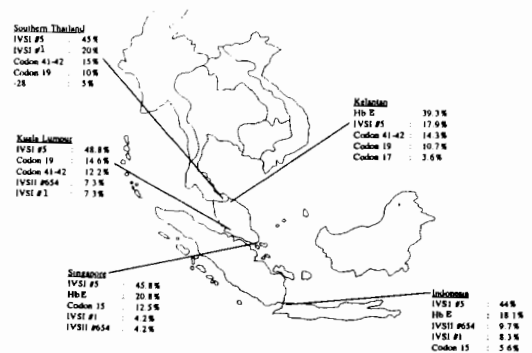 Southern Thailand
IVSI #5 : 45%
IVSI #1 : 20%
Codon 41-42 : 15%
Codon 19 : 10%
-28 : 5%
Kelantan
Hb E 39.3%
IVSI #5 : 17.9%
Codon 41-42 : 14.3%
Codon 19 : 10.7%
Codon 17 : 3.6%
Kuala Lumpur
IVSI #5 : 48.8%
Codon 19 : 14.6%
Codon 41-42 : 12.2%
IVSII #654 : 7.3%
IVSI #1 : 7.3%
Singapore
IVSI #5 : 45.8%
Hb E : 20.8%
Codon 15 : 12.5%
IVSI #1 : 4.2%
IVSII #654 : 4.2%
Indonesia
IVSI #5 : 44%
Hb E : 18.1%
IVSII #654 : 9.7%
IVSI #1 : 8.3%
Codon 15 : 5.6%